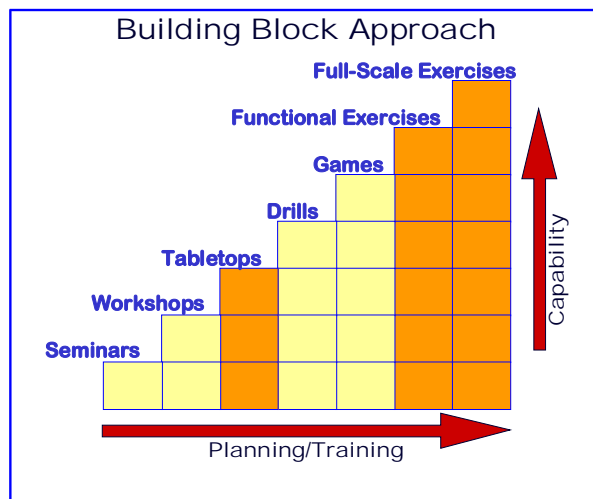 Building Block Approach
Full-Scale Exercises
Functional Exercises
Games
Drills
Tabletops
Workshops
Seminars
Capability
Planning/Training